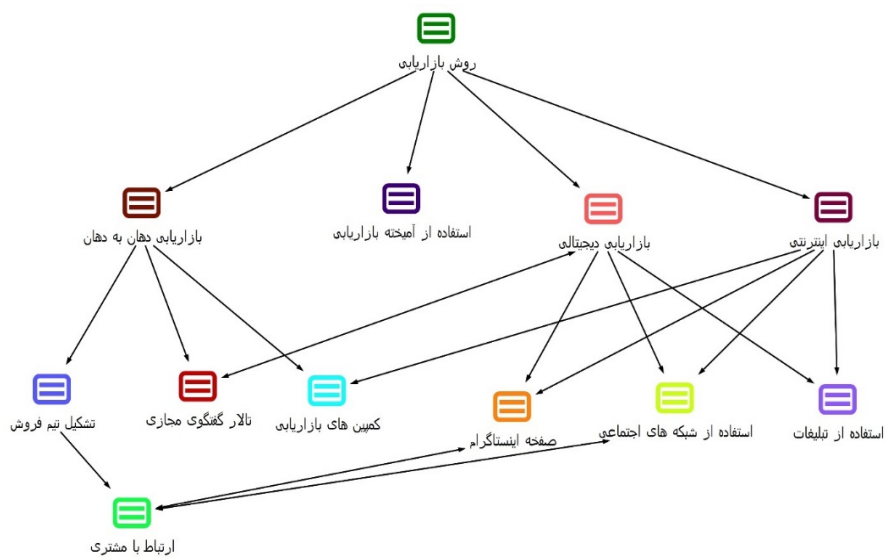 روش بازاریابی
بازاریابی اینترنتی
بازاریابی دیجیتالی
استفاده از آمیخته بازاریابی
بازاریابی دهان به دهان
استفاده از تبلیغات
استفاده از شبکه های اجتماعی
صفحه اینستاگرام
کمپین های بازاریابی
تالار گفتگوی مجازی
تشکیل تیم فروش
ارتباط با مشتری